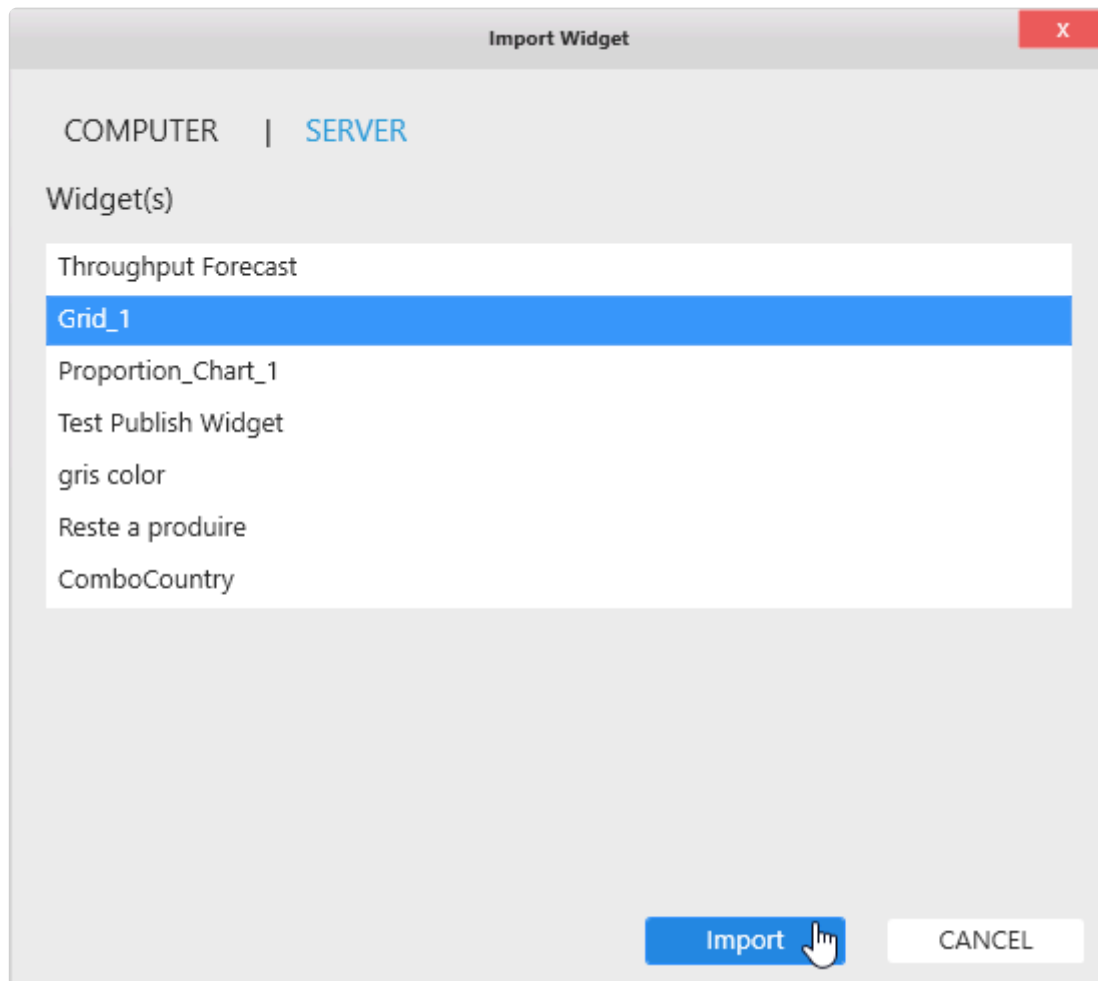 Import Widget
X
COMPUTER | SERVER
Widget(s)
Throughput Forecast
Grid_1
Proportion_Chart_1
Test Publish Widget
gris color
Reste a produire
ComboCountry
Import
CANCEL